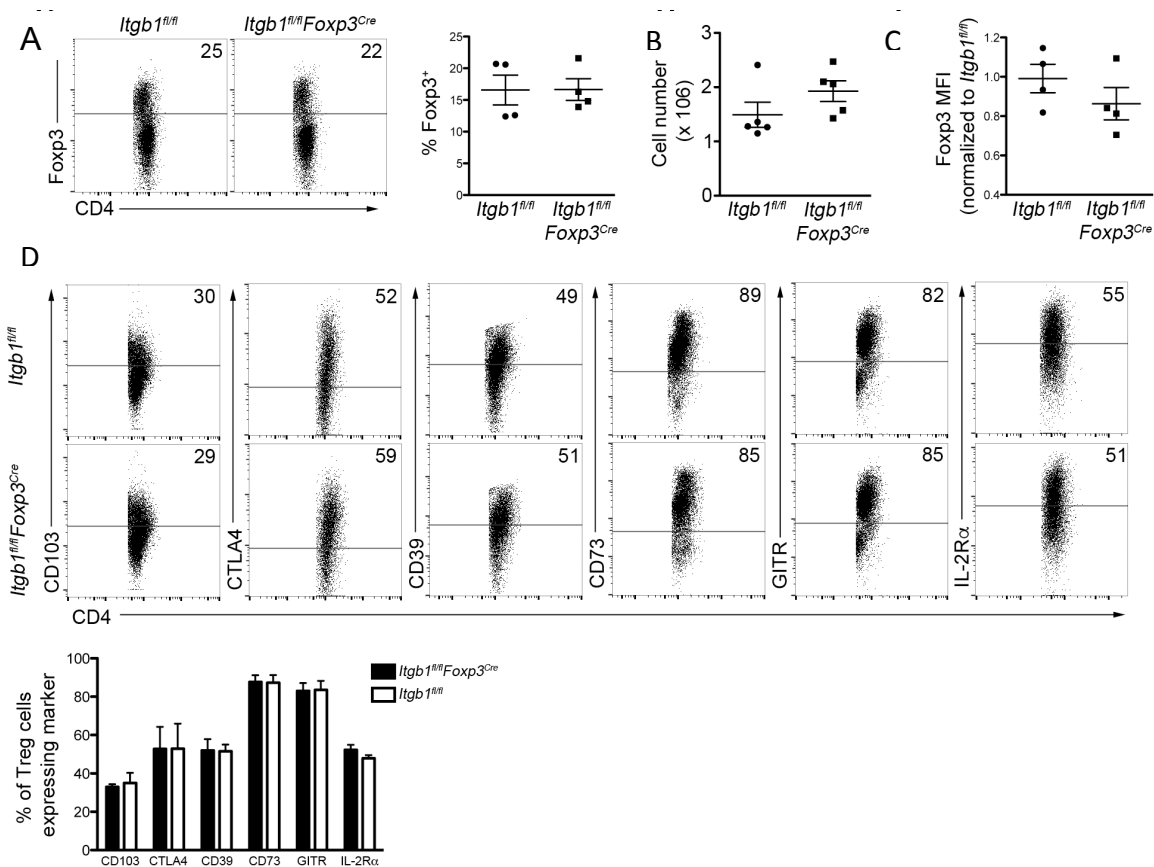 A
Itgb1fl/fl
Itgb1fl/flFoxp3Cre
25
22
Foxp3
CD4
% Foxp3+
25
20
15
10
5
0
Itgb1fl/fl
Itgb1fl/fl
Foxp3Cre
B
Cell number
(x 106)
3
2
1
0
Itgb1fl/fl
Itgb1fl/fl
Foxp3Cre
C
Foxp3 MFI
(normalized to Itgb1fl/fl)
1.2
1.0
0.8
0.6
0.4
Itgb1fl/fl
Itgb1fl/fl
Foxp3Cre
D
Itgb1fl/fl
30
52
49
89
82
55
Itgb1fl/flFoxp3Cre
CD103
29
CTLA4
59
CD39
51
CD73
85
GITR
85
IL-2Rα
51
CD4
% of Treg cells
expressing marker
100
80
60
40
20
0
Itgb1fl/flFoxp3Cre
Itgb1fl/fl
CD103 CTLA4 CD39 CD73 GITR IL-2Rα